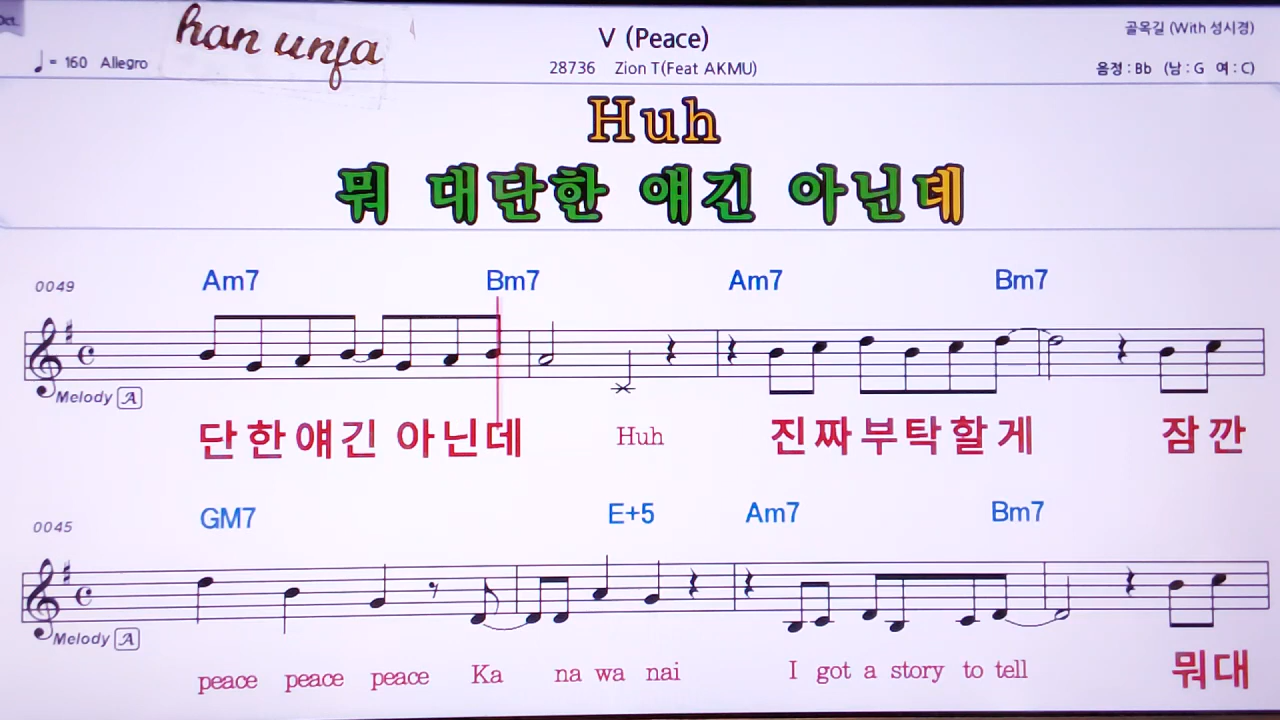 Oct.
han unfa
♩= 160 Allegro
V (Peace)
28736 Zion T(Feat AKMU)
골목길 (With 성시경)
음정 : Bb (남 : G 여 : C)
Huh
뭐 대단한 얘긴 아닌데
0049 Am7 Bm7 Am7 Bm7
Melody A
단한얘긴 아닌데 Huh 진짜부탁할게 잠깐
0045 GM7 E+5 Am7 Bm7
Melody A
peace peace peace Ka na wa nai I got a story to tell 뭐대